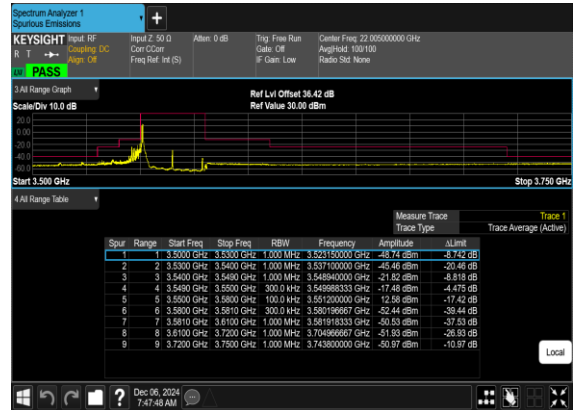 Spectrum Analyzer 1
Spurious Emissions
+
KEYSIGHT Input: RF Input Z: 50 Ω Atten: 0 dB Trig: Free Run Center Freq: 22.005000000 GHz
R T Coupling: DC Corr CCorr Gate: Off Avg|Hold: 100/100
Align: Off Freq Ref: Int (S) IF Gain: Low Radio Std: None
LW PASS
3 All Range Graph
Ref Lvl Offset 36.42 dB
Scale/Div 10.0 dB Ref Value 30.00 dBm
20.0
0.00
-20.0
-40.0
-60.0
Start 3.500 GHz Stop 3.750 GHz
4 All Range Table
Measure Trace Trace 1
Trace Type Trace Average (Active)
Spur Range Start Freq Stop Freq RBW Frequency Amplitude ΔLimit
1 1 3.5000 GHz 3.5300 GHz 1.000 MHz 3.523150000 GHz -48.74 dBm -8.742 dB
2 2 3.5300 GHz 3.5400 GHz 1.000 MHz 3.537100000 GHz -45.46 dBm -20.46 dB
3 3 3.5400 GHz 3.5490 GHz 1.000 MHz 3.548940000 GHz -21.82 dBm -8.818 dB
4 4 3.5490 GHz 3.5500 GHz 300.0 kHz 3.549988333 GHz -17.48 dBm -4.475 dB
5 5 3.5500 GHz 3.5800 GHz 100.0 kHz 3.551200000 GHz 12.58 dBm -17.42 dB
6 6 3.5800 GHz 3.5810 GHz 300.0 kHz 3.580196667 GHz -52.44 dBm -39.44 dB
7 7 3.5810 GHz 3.6100 GHz 1.000 MHz 3.581918333 GHz -50.53 dBm -37.53 dB
8 8 3.6100 GHz 3.7200 GHz 1.000 MHz 3.704966667 GHz -51.93 dBm -26.93 dB
9 9 3.7200 GHz 3.7500 GHz 1.000 MHz 3.743800000 GHz -50.97 dBm -10.97 dB
Local
? Dec 06, 2024
7:47:48 AM